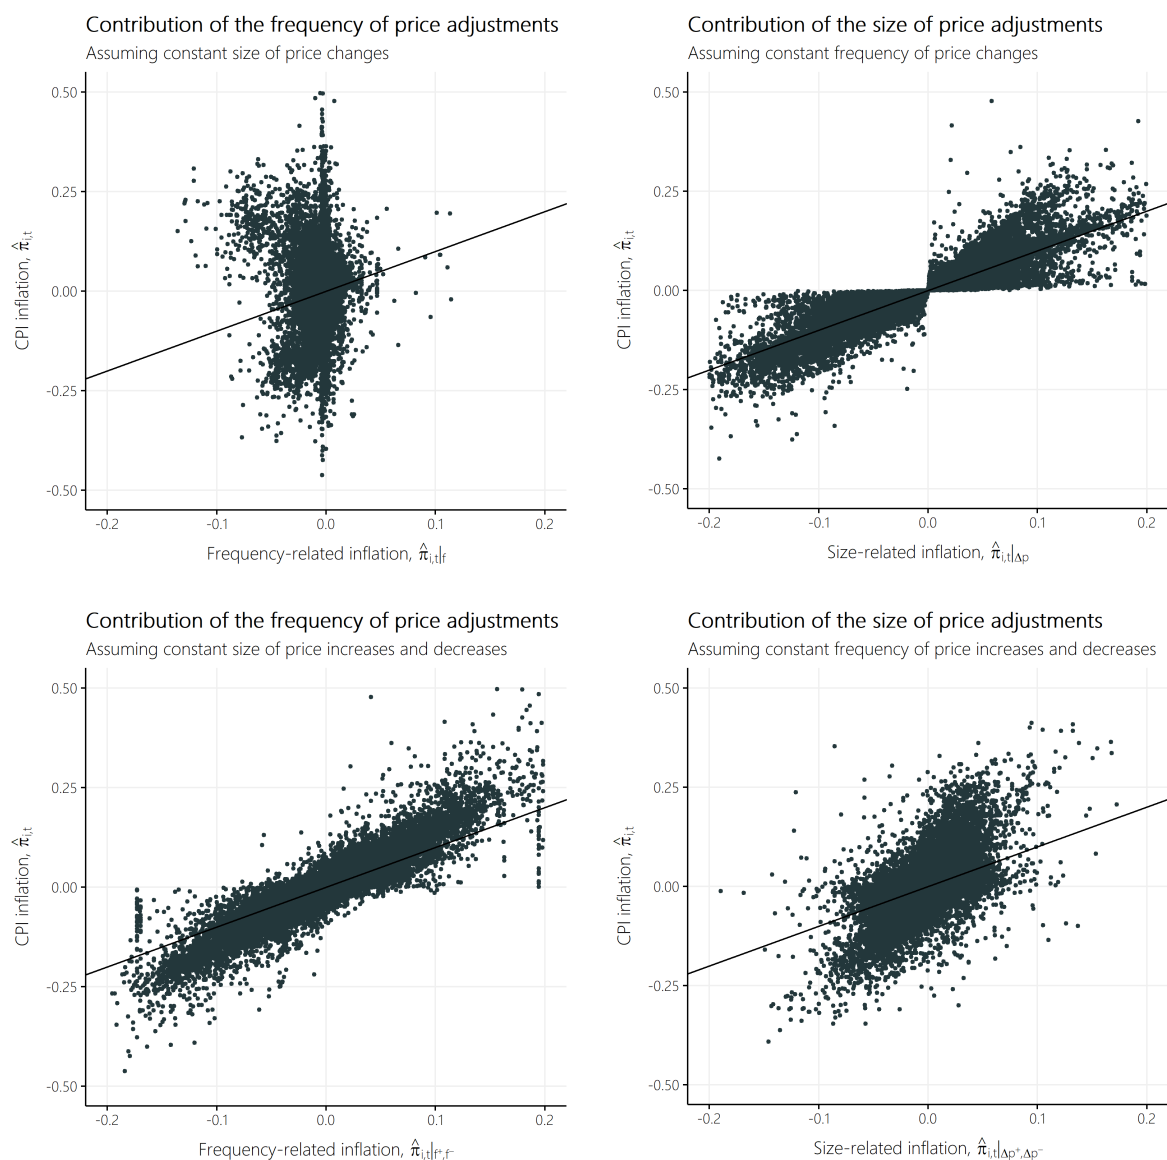 Contribution of the frequency of price adjustments
Assuming constant size of price changes
0.50
0.25
0.00
-0.25
-0.50
CPI inflation, π̂i,t
-0.2 -0.1 0.0 0.1 0.2
Frequency-related inflation, π̂i,t|f
Contribution of the size of price adjustments
Assuming constant frequency of price changes
0.50
0.25
0.00
-0.25
-0.50
CPI inflation, π̂i,t
-0.2 -0.1 0.0 0.1 0.2
Size-related inflation, π̂i,t|Δp
Contribution of the frequency of price adjustments
Assuming constant size of price increases and decreases
0.50
0.25
0.00
-0.25
-0.50
CPI inflation, π̂i,t
-0.2 -0.1 0.0 0.1 0.2
Frequency-related inflation, π̂i,t|f⁺,f⁻
Contribution of the size of price adjustments
Assuming constant frequency of price increases and decreases
0.50
0.25
0.00
-0.25
-0.50
CPI inflation, π̂i,t
-0.2 -0.1 0.0 0.1 0.2
Size-related inflation, π̂i,t|Δp⁺,Δp⁻